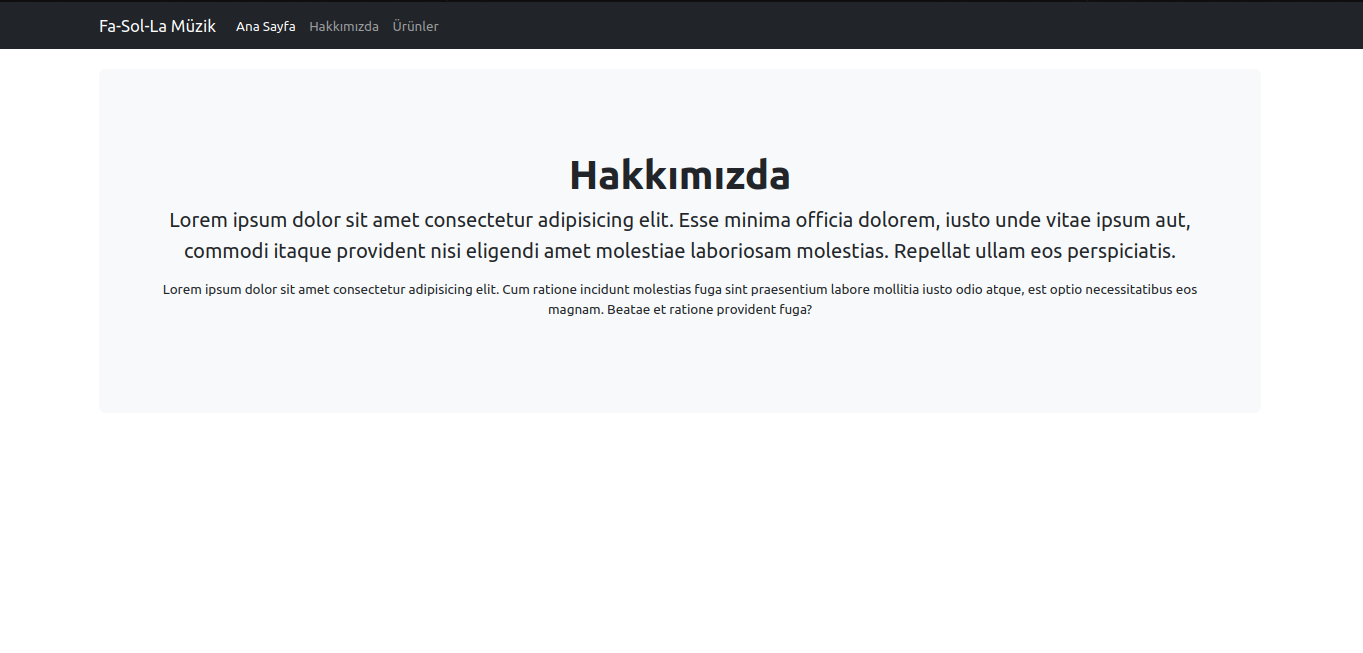 Fa-Sol-La Müzik Ana Sayfa Hakkımızda Ürünler
Hakkımızda
Lorem ipsum dolor sit amet consectetur adipisicing elit. Esse minima officia dolorem, iusto unde vitae ipsum aut,
commodi itaque provident nisi eligendi amet molestiae laboriosam molestias. Repellat ullam eos perspiciatis.
Lorem ipsum dolor sit amet consectetur adipisicing elit. Cum ratione incidunt molestias fuga sint praesentium labore mollitia iusto odio atque, est optio necessitatibus eos
magnam. Beatae et ratione provident fuga?